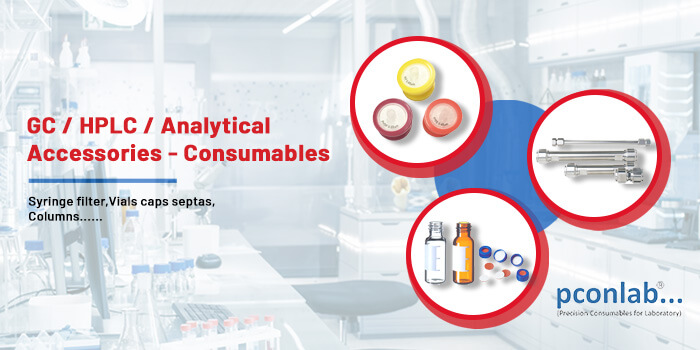 GC / HPLC / Analytical
Accessories - Consumables
Syringe filter,Vials caps septas,
Columns......
pconlab®...
(Precision Consumables for Laboratory)